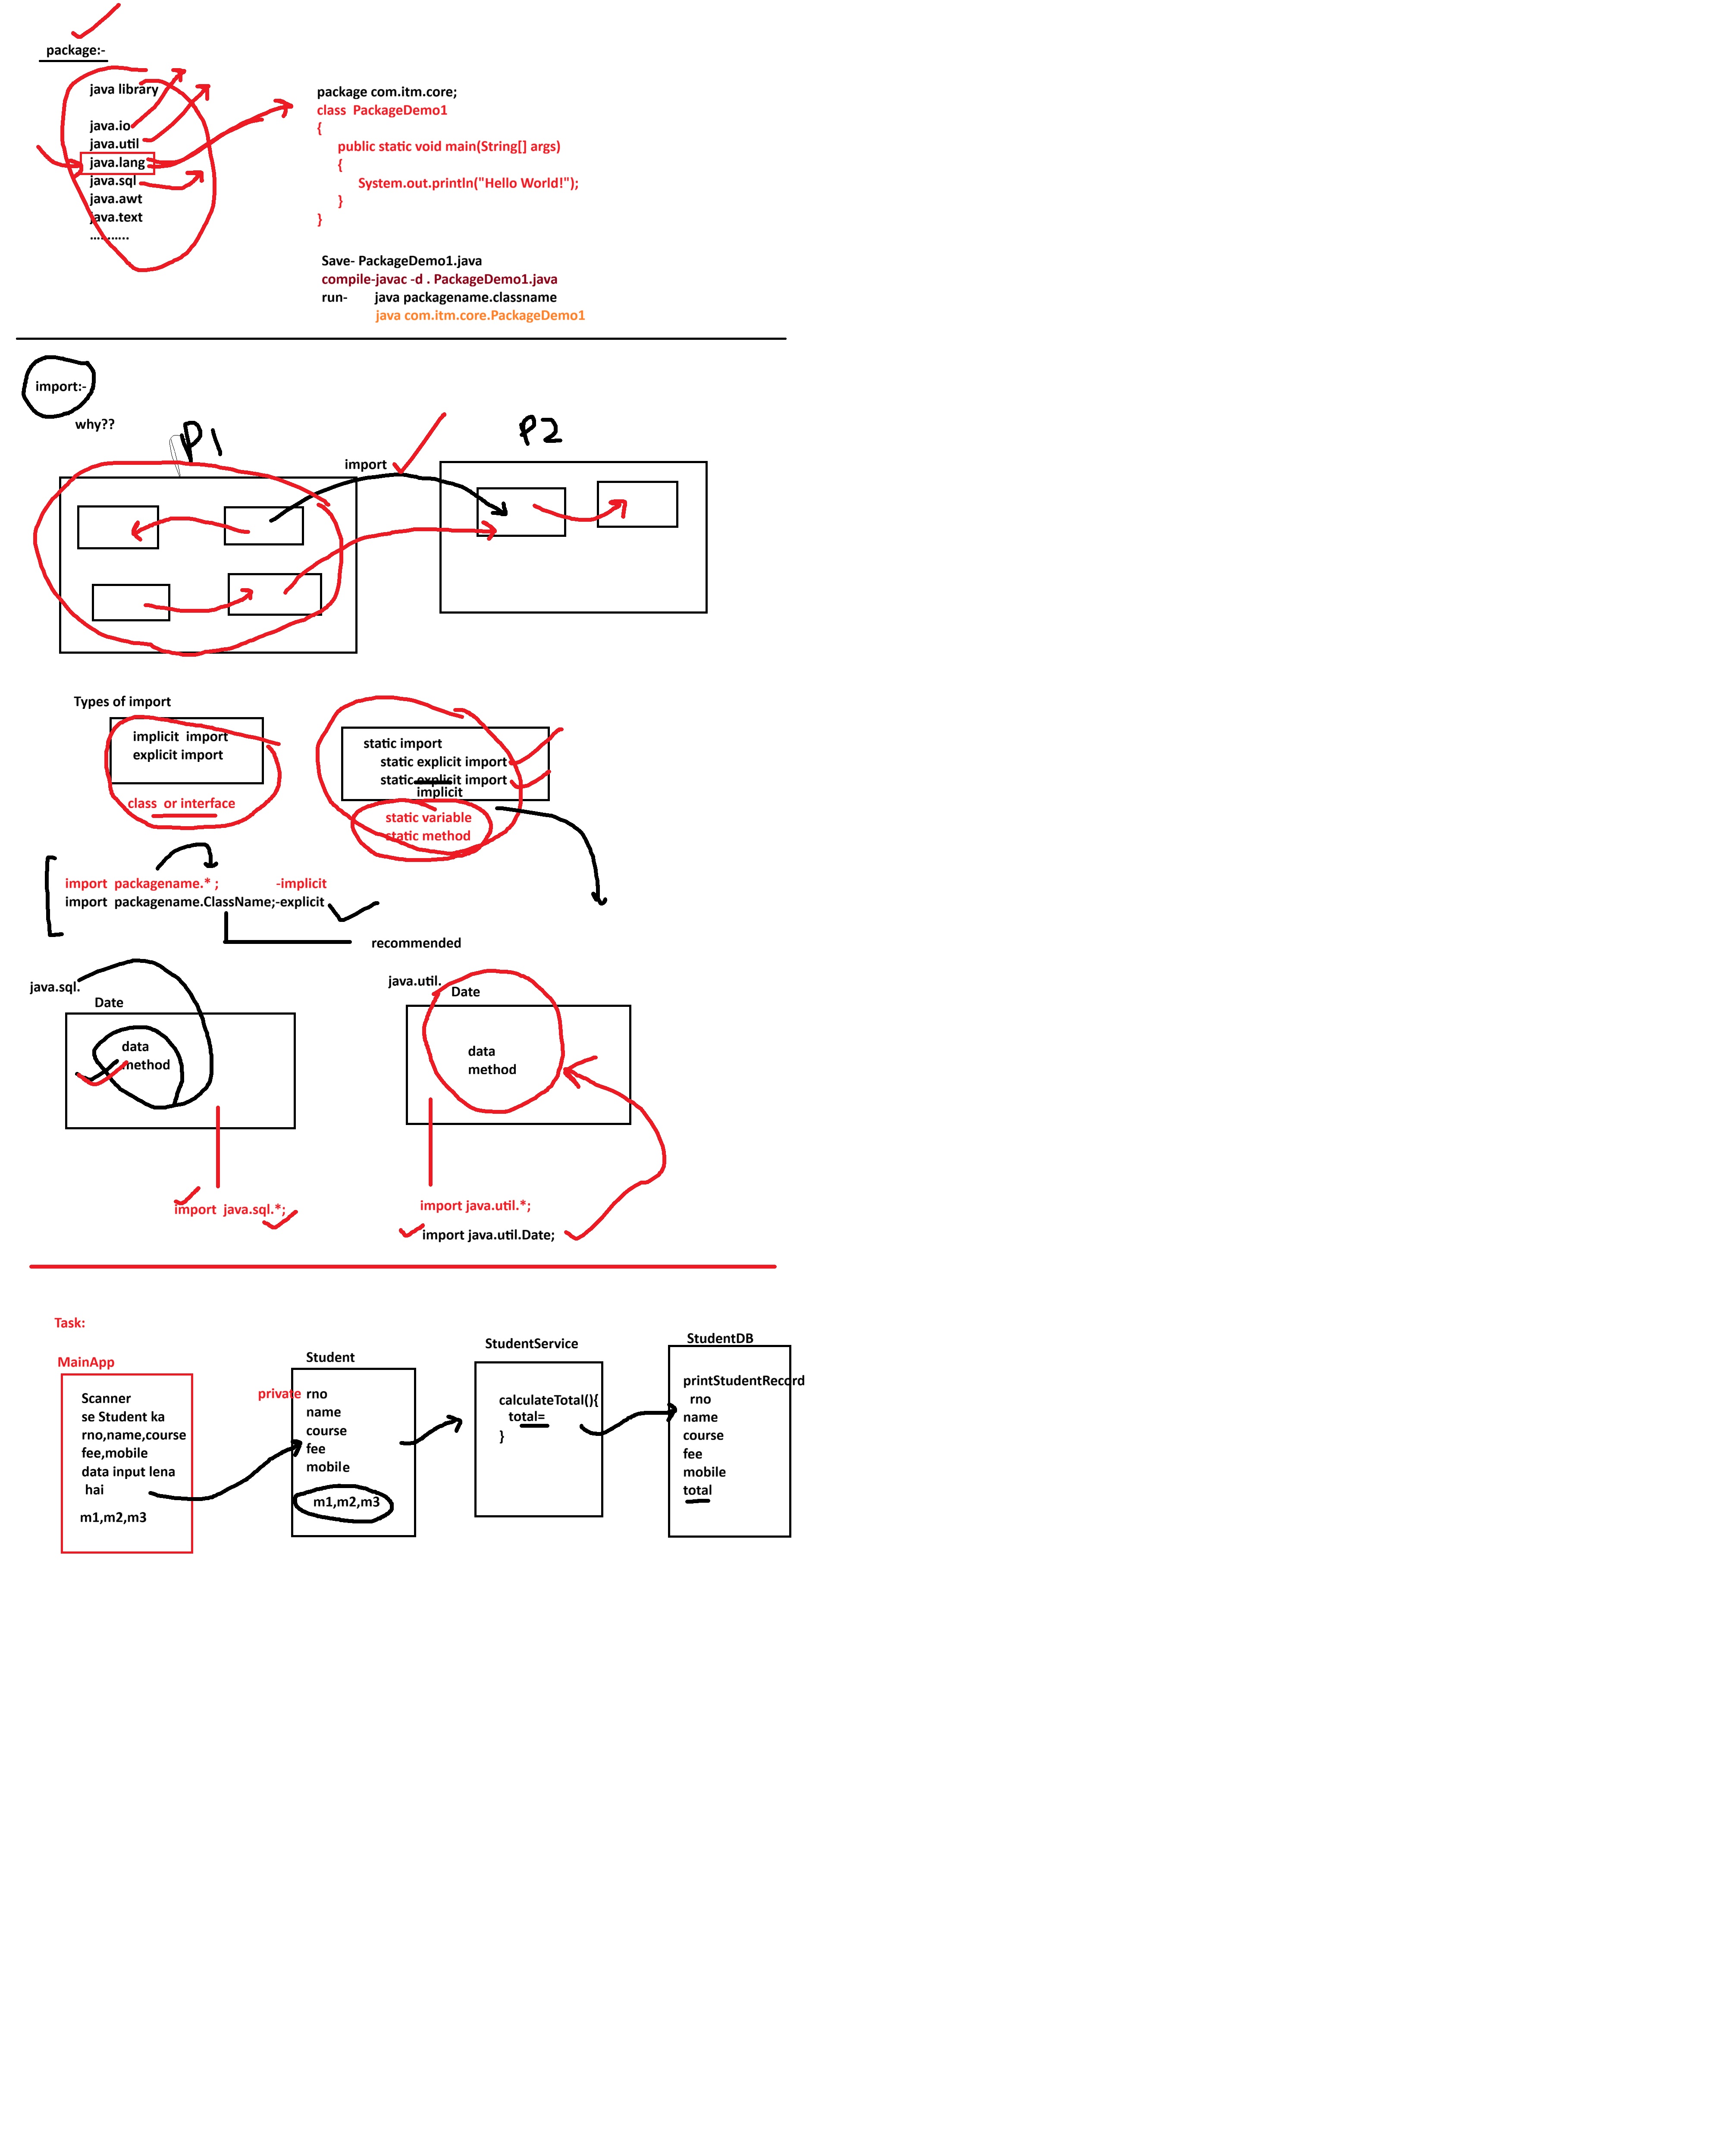 package:-
java library
java.io
java.util
java.lang
java.sql
java.awt
java.text
...........
package com.itm.core;
class PackageDemo1
{
public static void main(String[] args)
{
System.out.println("Hello World!");
}
}
Save- PackageDemo1.java
compile-javac -d . PackageDemo1.java
run- java packagename.classname
java com.itm.core.PackageDemo1
import:-
why??
P1
import
P2
Types of import
implicit import
explicit import
class or interface
static import
static explicit import
static explicit import
implicit
static variable
static method
import packagename.* ; -implicit
import packagename.ClassName;-explicit
recommended
java.sql.
Date
data
method
import java.sql.*;
java.util.
Date
data
method
import java.util.*;
import java.util.Date;
Task:
MainApp
Scanner
se Student ka
rno,name,course
fee,mobile
data input lena
hai
m1,m2,m3
Student
private rno
name
course
fee
mobile
m1,m2,m3
StudentService
calculateTotal(){
total=
}
StudentDB
printStudentRecord
rno
name
course
fee
mobile
total